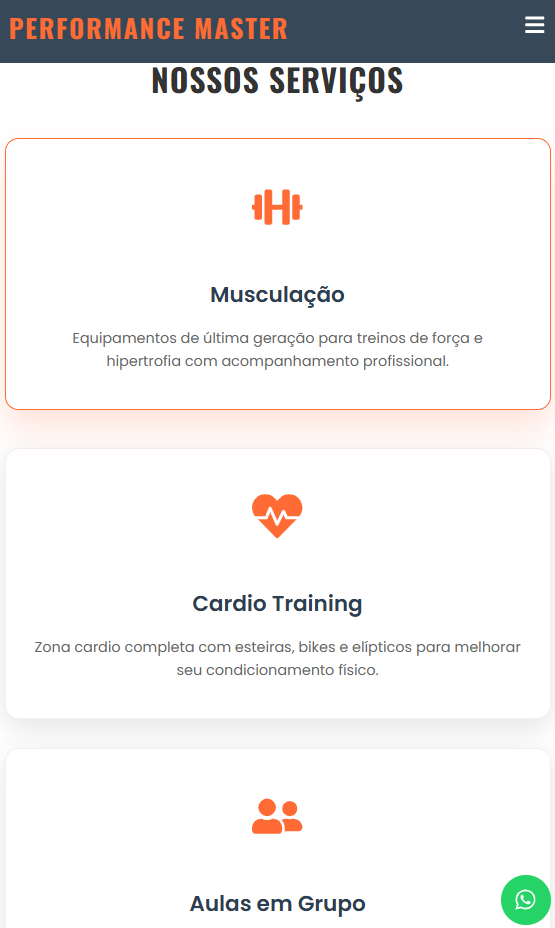 PERFORMANCE MASTER
NOSSOS SERVIÇOS
Musculação
Equipamentos de última geração para treinos de força e
hipertrofia com acompanhamento profissional.
Cardio Training
Zona cardio completa com esteiras, bikes e elípticos para melhorar
seu condicionamento físico.
Aulas em Grupo